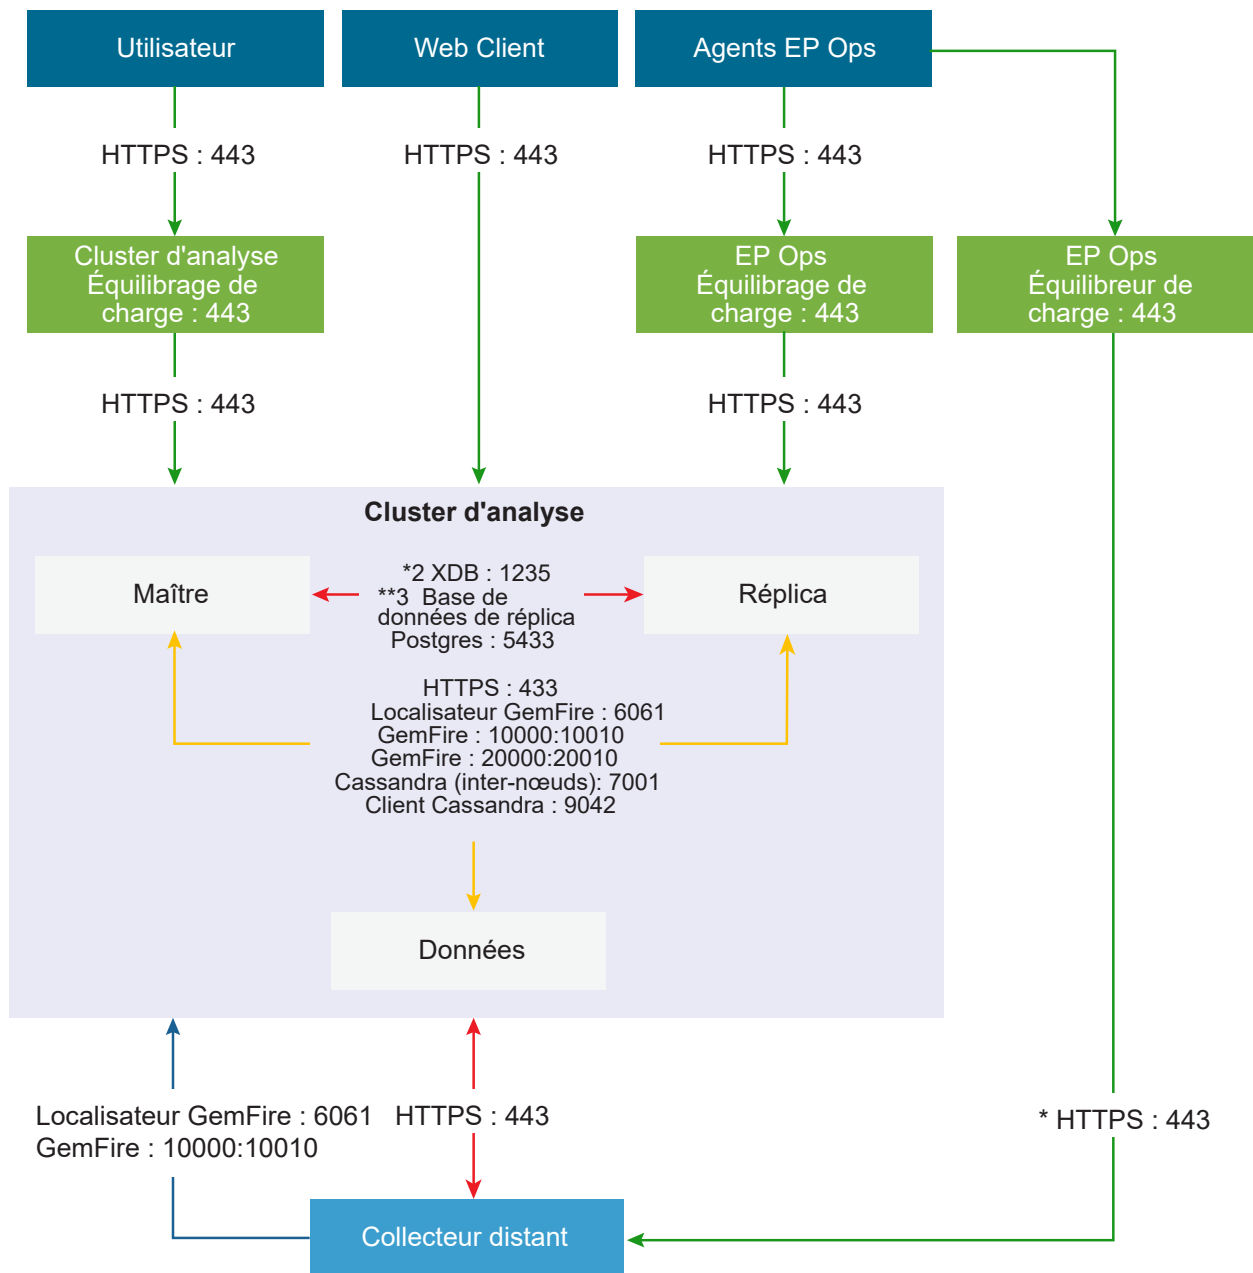 Utilisateur
Web Client
Agents EP Ops
HTTPS : 443
HTTPS : 443
HTTPS : 443
Cluster d'analyse
Équilibrage de
charge : 443
EP Ops
Équilibrage de
charge : 443
EP Ops
Équilibreur de
charge : 443
HTTPS : 443
HTTPS : 443
Cluster d'analyse
Maître
*2 XDB : 1235
**3 Base de
données de réplica
Postgres : 5433
Réplica
HTTPS : 433
Localisateur GemFire : 6061
GemFire : 10000:10010
GemFire : 20000:20010
Cassandra (inter-nœuds): 7001
Client Cassandra : 9042
Données
Localisateur GemFire : 6061
GemFire : 10000:10010
HTTPS : 443
* HTTPS : 443
Collecteur distant